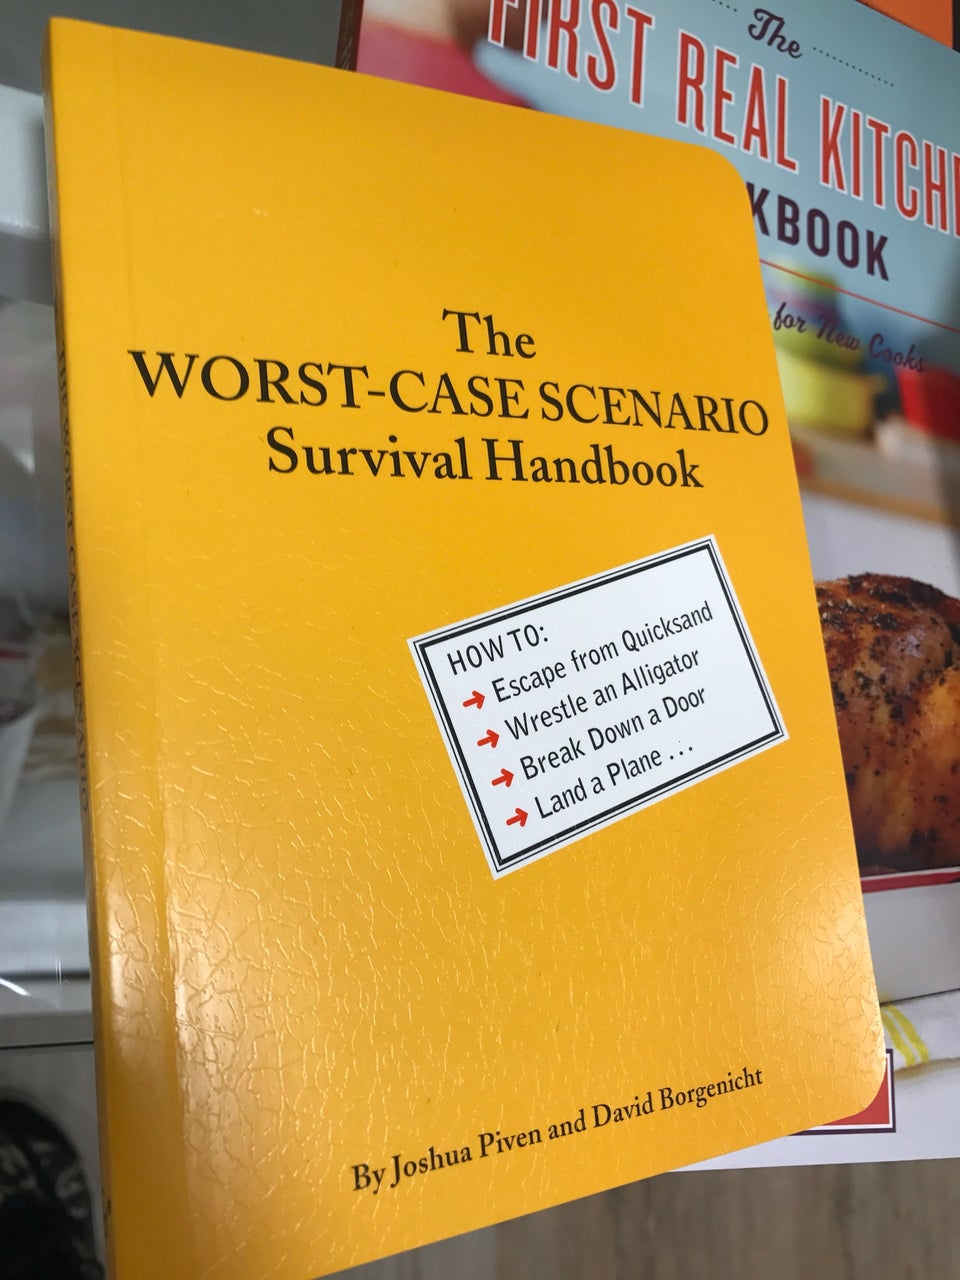 The
WORST-CASE SCENARIO
Survival Handbook
HOW TO:
➔ Escape from Quicksand
➔ Wrestle an Alligator
➔ Break Down a Door
➔ Land a Plane ...
By Joshua Piven and David Borgenicht
The
FIRST REAL KITCHE
KBOOK
for New Cooks